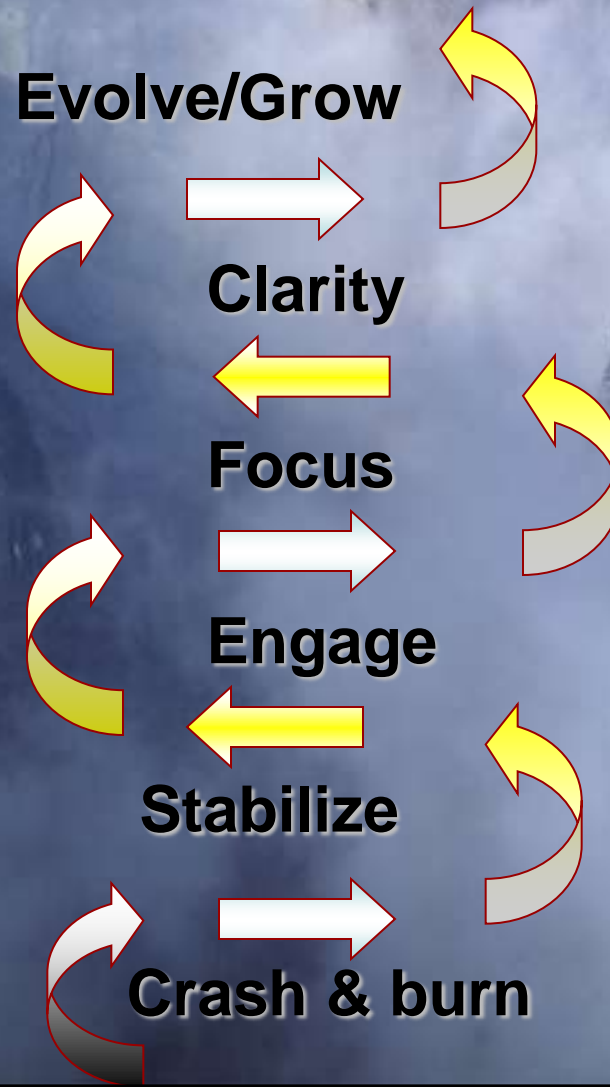 Evolve/Grow
Clarity
Focus
Engage
Stabilize
Crash & burn